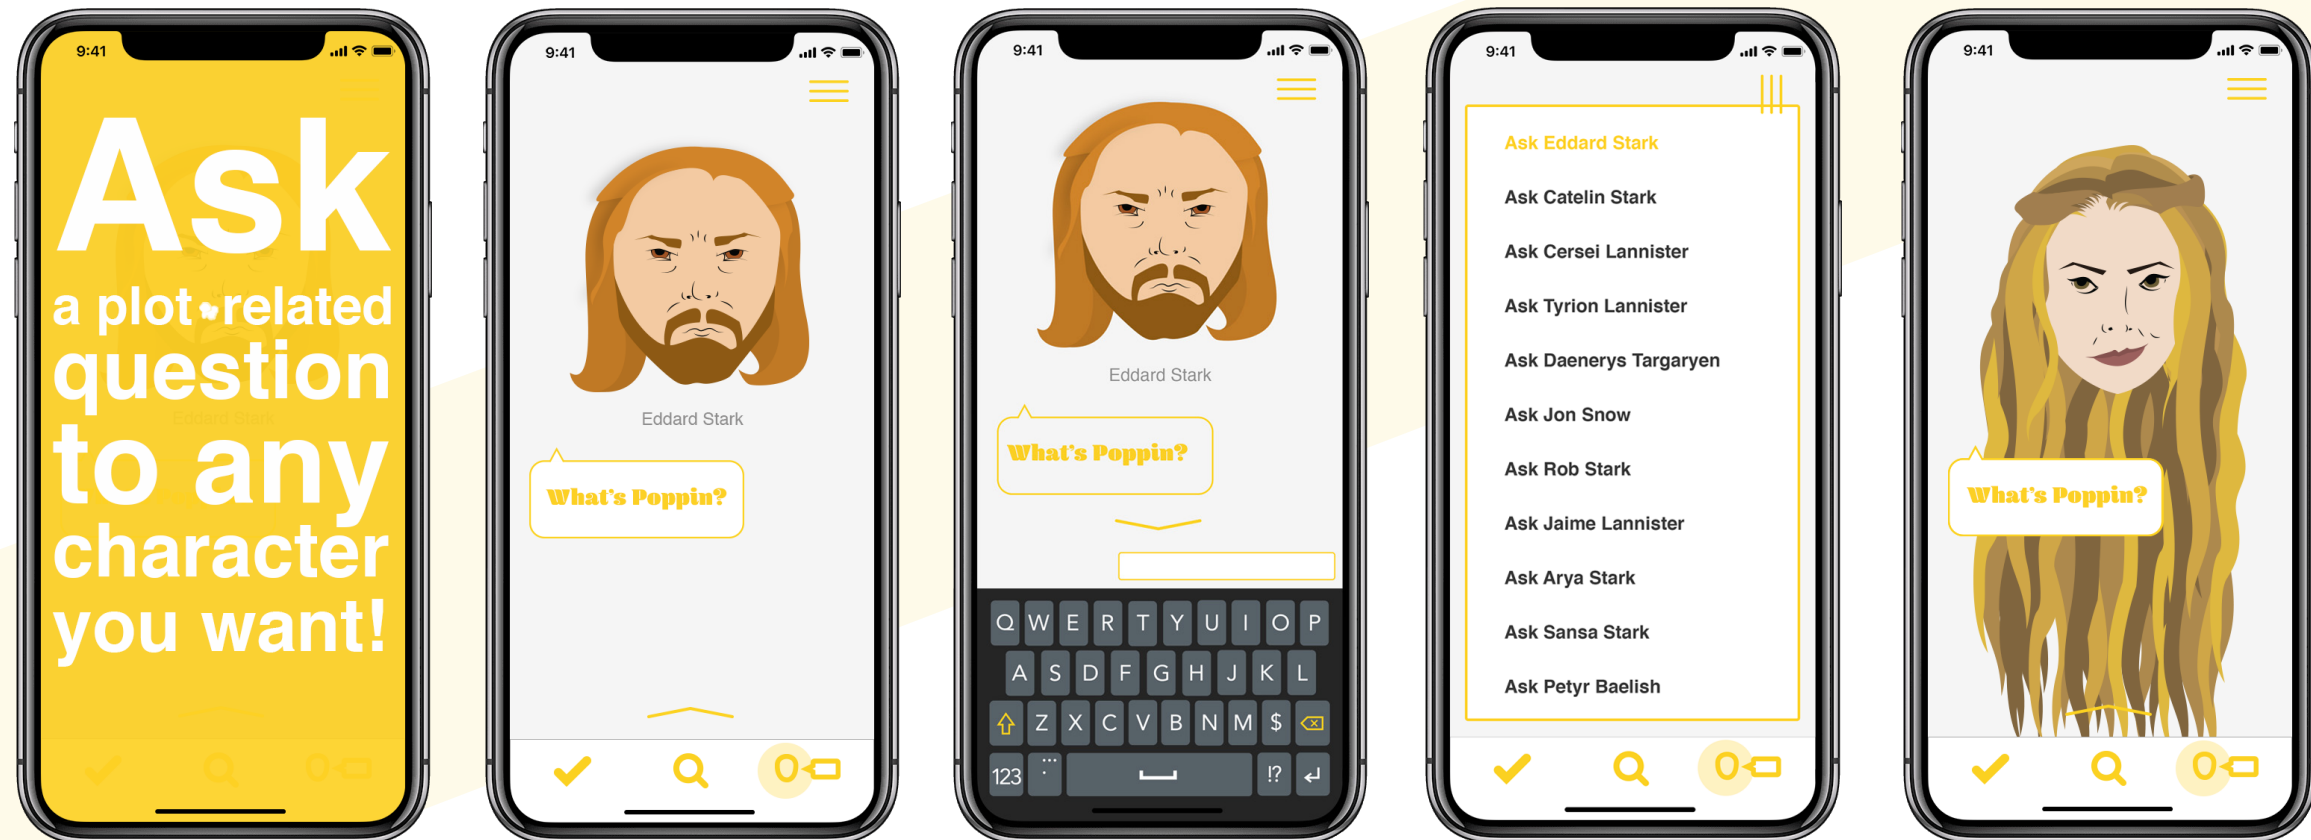 9:41
Ask
a plot related
question
to any
character
you want!
Eddard Stark
9:41
Eddard Stark
What's Poppin?
9:41
Eddard Stark
What's Poppin?
Q W E R T Y U I O P
A S D F G H J K L
Z X C V B N M $
123 !?
9:41
Ask Eddard Stark
Ask Catelin Stark
Ask Cersei Lannister
Ask Tyrion Lannister
Ask Daenerys Targaryen
Ask Jon Snow
Ask Rob Stark
Ask Jaime Lannister
Ask Arya Stark
Ask Sansa Stark
Ask Petyr Baelish
9:41
What's Poppin?